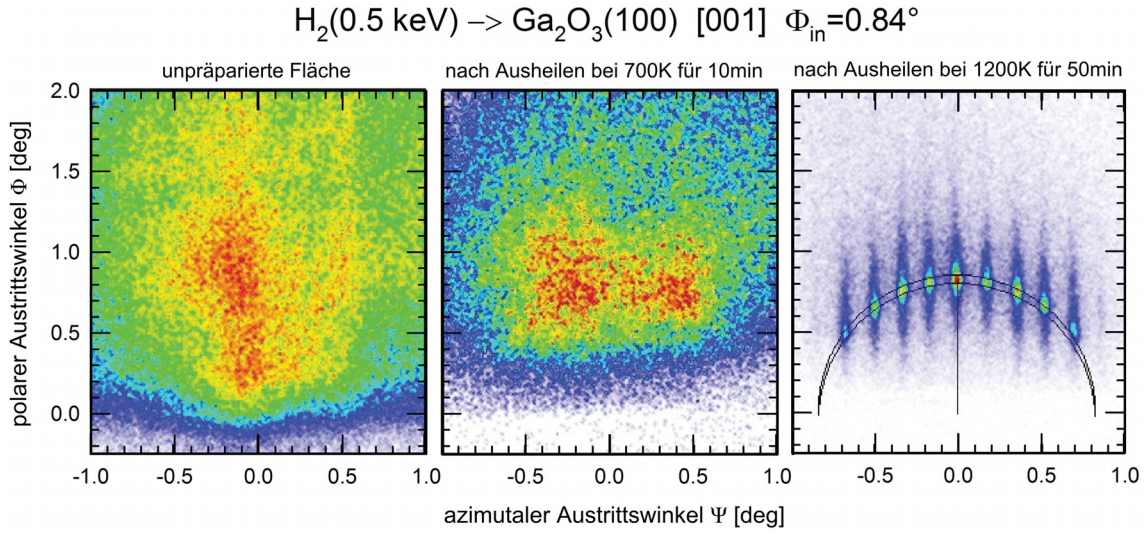 H₂(0.5 keV) –> Ga₂O₃(100) [001] Φin=0.84°
unpräparierte Fläche
nach Ausheilen bei 700K für 10min
nach Ausheilen bei 1200K für 50min
polarer Austrittswinkel Φ [deg]
2.0
1.5
1.0
0.5
0.0
-1.0 -0.5 0.0 0.5 1.0
-0.5 0.0 0.5 1.0
-0.5 0.0 0.5 1.0
azimutaler Austrittswinkel Ψ [deg]